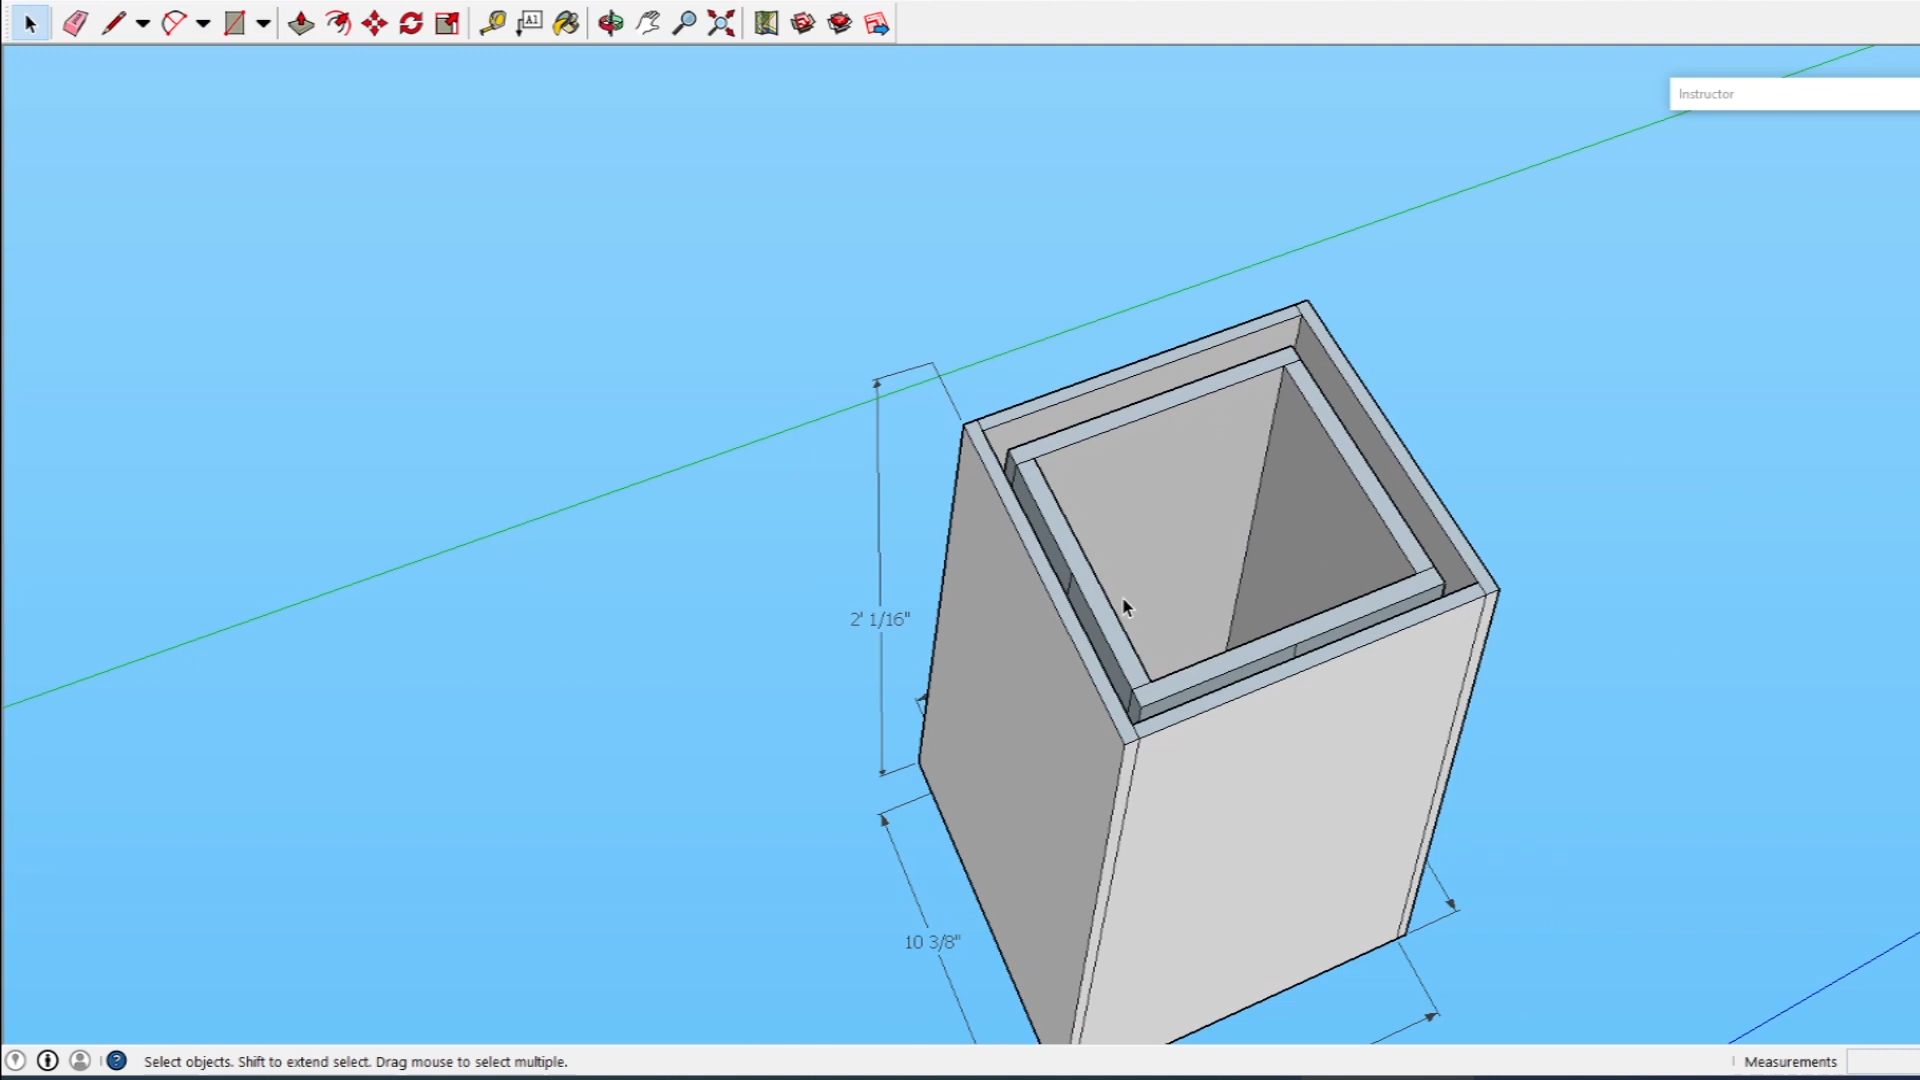 A1
Instructor
2' 1/16"
10 3/8"
Select objects. Shift to extend select. Drag mouse to select multiple.
Measurements